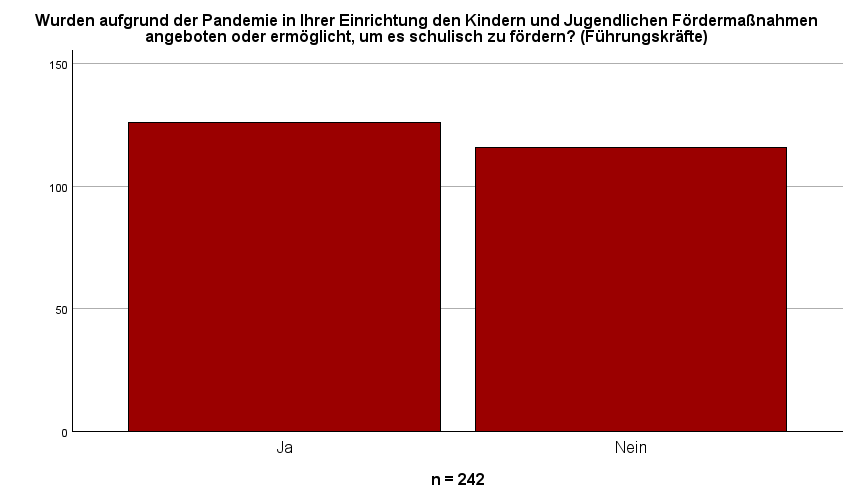 Wurden aufgrund der Pandemie in Ihrer Einrichtung den Kindern und Jugendlichen Fördermaßnahmen
angeboten oder ermöglicht, um es schulisch zu fördern? (Führungskräfte)
150
100
50
0
Ja Nein
n = 242